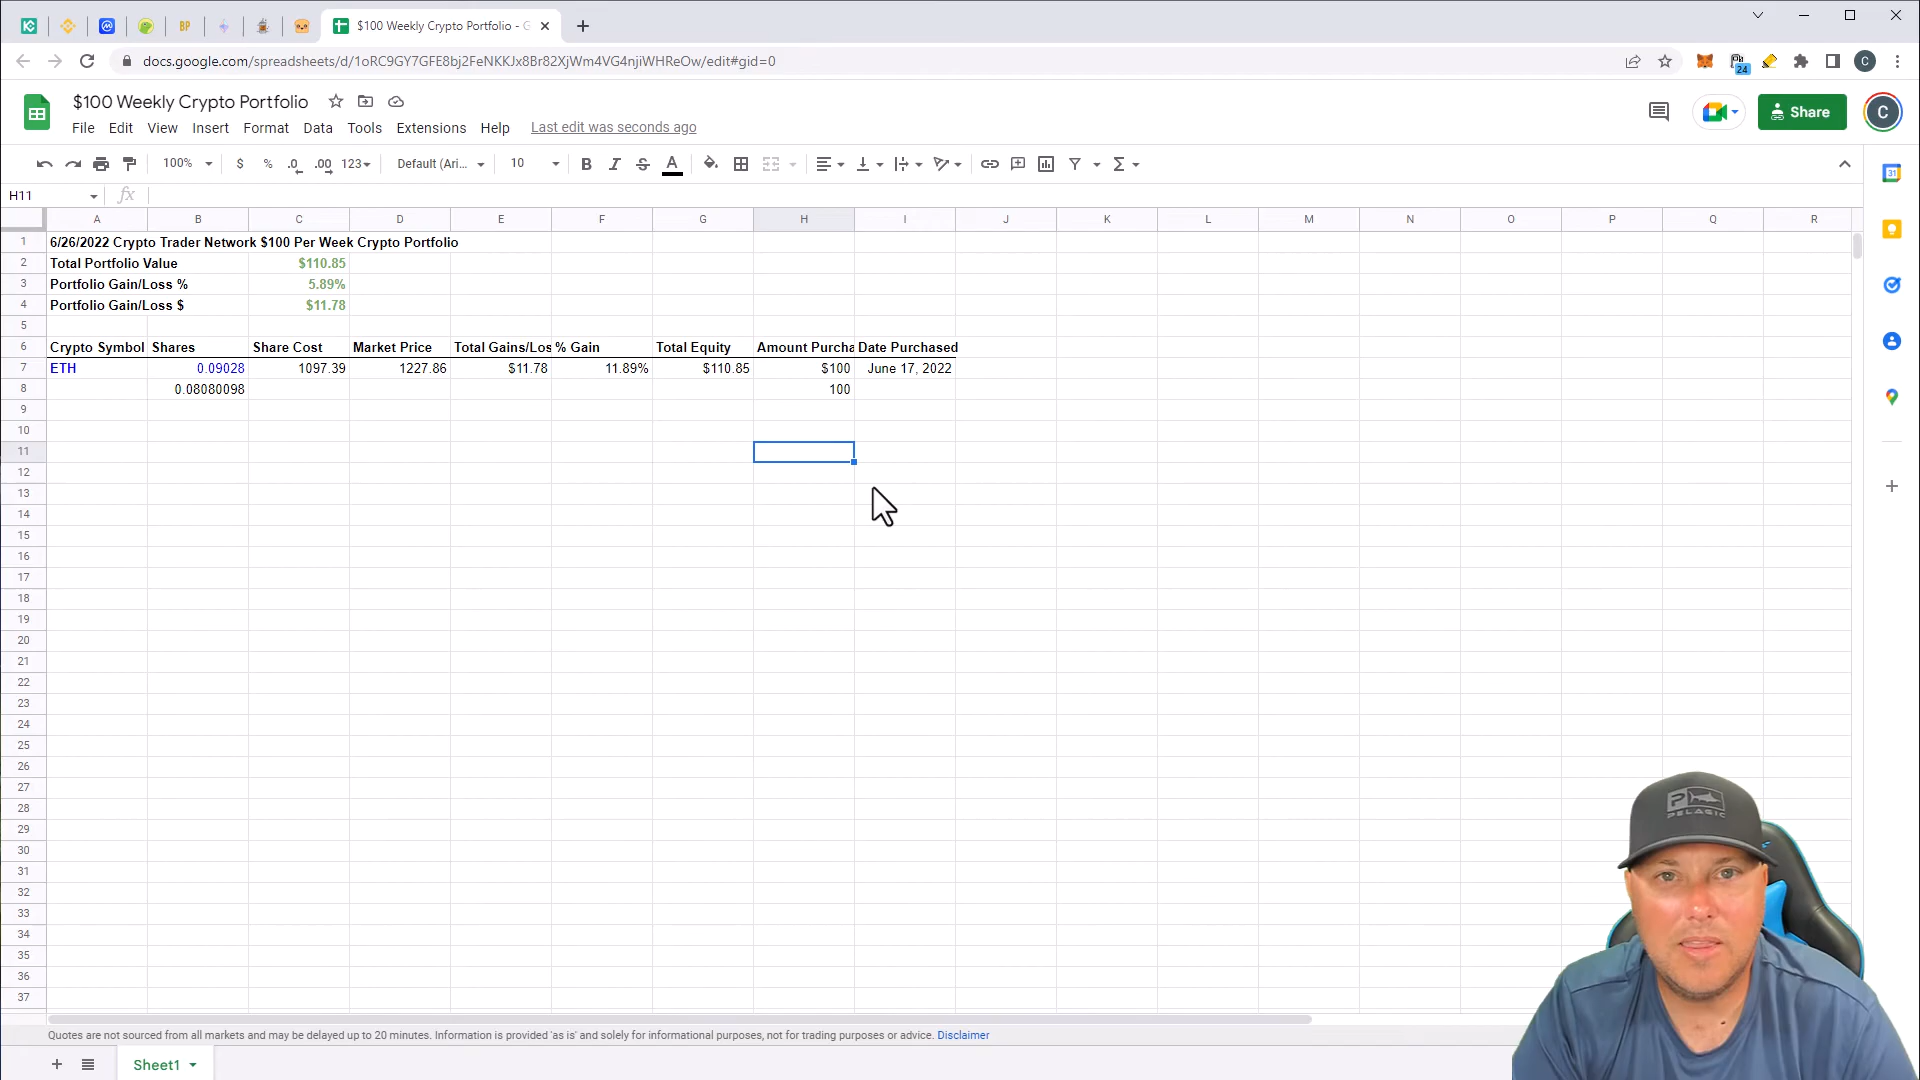 $100 Weekly Crypto Portfolio - G
docs.google.com/spreadsheets/d/1oRC9GY7GFE8bj2FeNKKJx8Br82XjWm4VG4njiWHReOw/edit#gid=0
24
C
$100 Weekly Crypto Portfolio
Share
C
File Edit View Insert Format Data Tools Extensions Help Last edit was seconds ago
100% $ % .0 .00 123 Default (Ari... 10 B I S A
31
H11 fx
A B C D E F G H I J K L M N O P Q R
1 6/26/2022 Crypto Trader Network $100 Per Week Crypto Portfolio
2 Total Portfolio Value $110.85
3 Portfolio Gain/Loss % 5.89%
4 Portfolio Gain/Loss $ $11.78
5
6 Crypto Symbol Shares Share Cost Market Price Total Gains/Los % Gain Total Equity Amount Purcha Date Purchased
7 ETH 0.09028 1097.39 1227.86 $11.78 11.89% $110.85 $100 June 17, 2022
8 0.08080098 100
9
10
11
12
13
14
15
16
17
18
19
20
21
22
23
24
25
26
27
28
29
30
31
32
33
34
35
36
37
PELAGIC
Quotes are not sourced from all markets and may be delayed up to 20 minutes. Information is provided 'as is' and solely for informational purposes, not for trading purposes or advice. Disclaimer
Sheet1